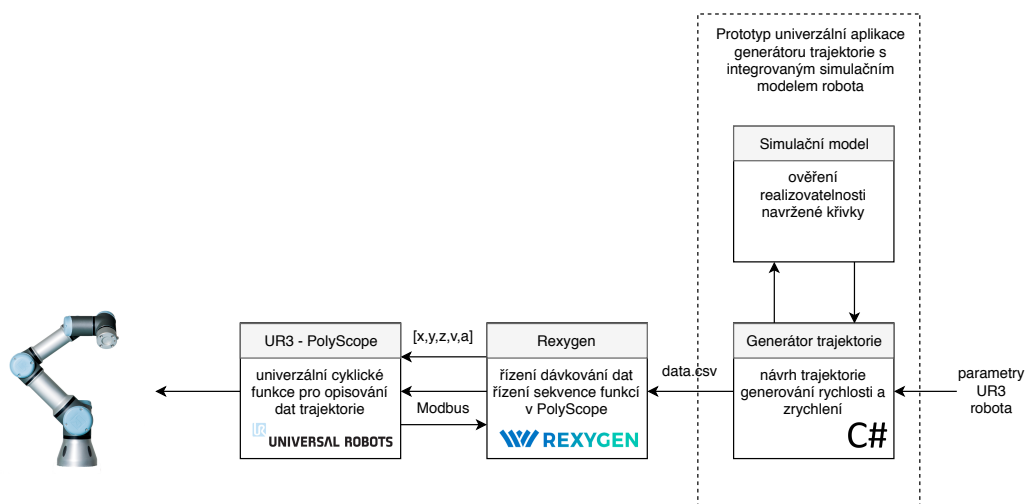 Prototyp univerzální aplikace
generátoru trajektorie s
integrovaným simulačním
modelem robota
Simulační model
ověření
realizovatelnosti
navržené křivky
UR3 - PolyScope
univerzální cyklické
funkce pro opisování
dat trajektorie
UR
UNIVERSAL ROBOTS
[x,y,z,v,a]
Modbus
Rexygen
řízení dávkování dat
řízení sekvence funkcí
v PolyScope
REXYGEN
data.csv
Generátor trajektorie
návrh trajektorie
generování rychlosti a
zrychlení
C#
parametry
UR3
robota